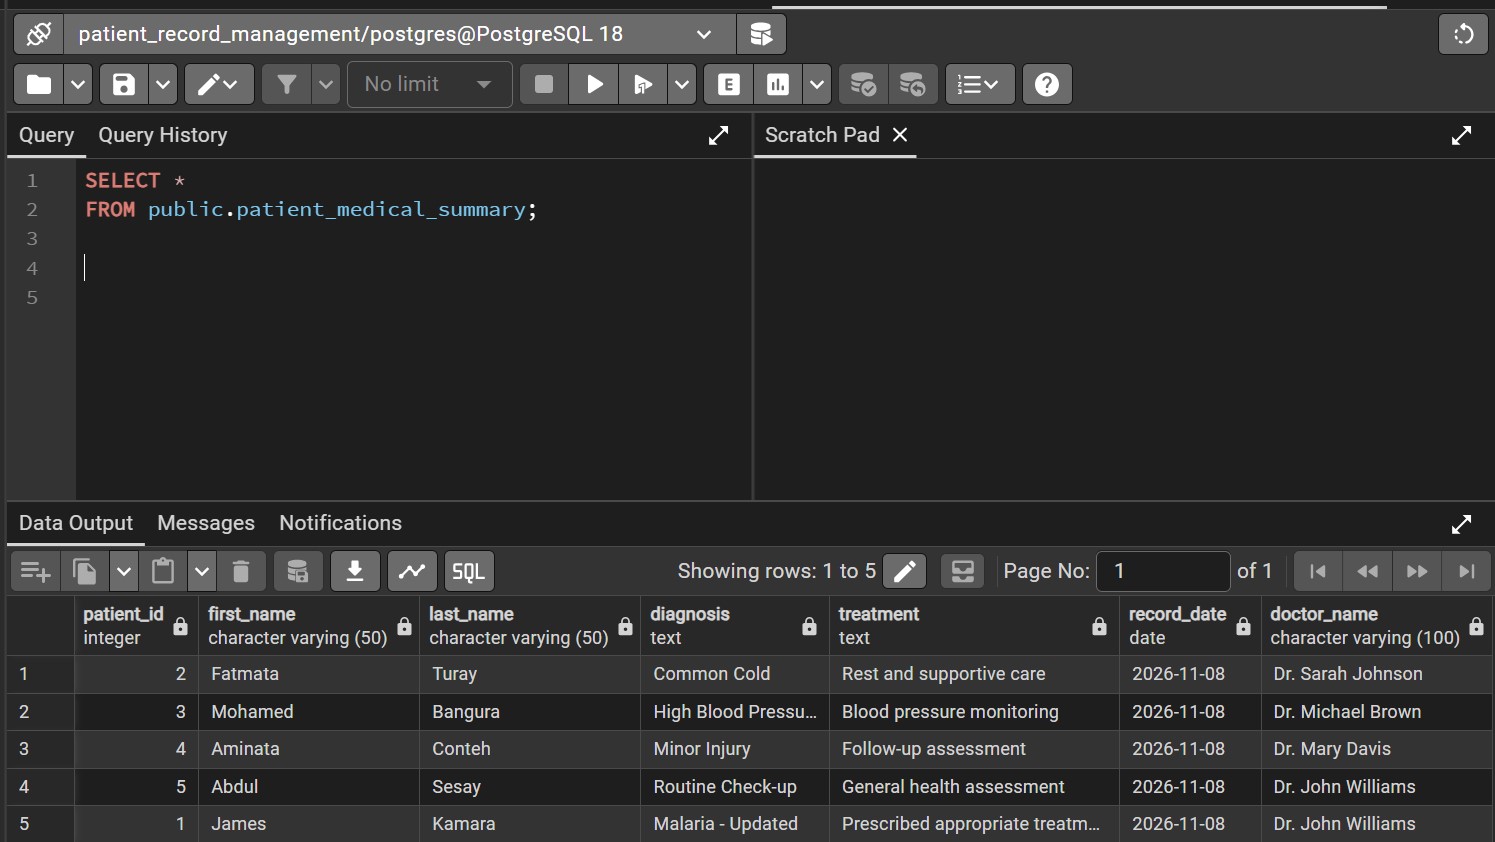 patient_record_management/postgres@PostgreSQL 18
No limit
E
Query Query History
Scratch Pad
1 SELECT *
2 FROM public.patient_medical_summary;
3
4
5
Data Output Messages Notifications
SQL Showing rows: 1 to 5 Page No: 1 of 1
patient_id first_name last_name diagnosis treatment record_date doctor_name
integer character varying (50) character varying (50) text text date character varying (100)
1 2 Fatmata Turay Common Cold Rest and supportive care 2026-11-08 Dr. Sarah Johnson
2 3 Mohamed Bangura High Blood Pressu... Blood pressure monitoring 2026-11-08 Dr. Michael Brown
3 4 Aminata Conteh Minor Injury Follow-up assessment 2026-11-08 Dr. Mary Davis
4 5 Abdul Sesay Routine Check-up General health assessment 2026-11-08 Dr. John Williams
5 1 James Kamara Malaria - Updated Prescribed appropriate treatm... 2026-11-08 Dr. John Williams